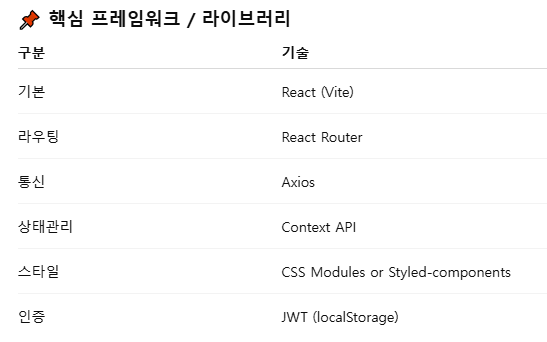 📌 핵심 프레임워크 / 라이브러리
구분 기술
기본 React (Vite)
라우팅 React Router
통신 Axios
상태관리 Context API
스타일 CSS Modules or Styled-components
인증 JWT (localStorage)